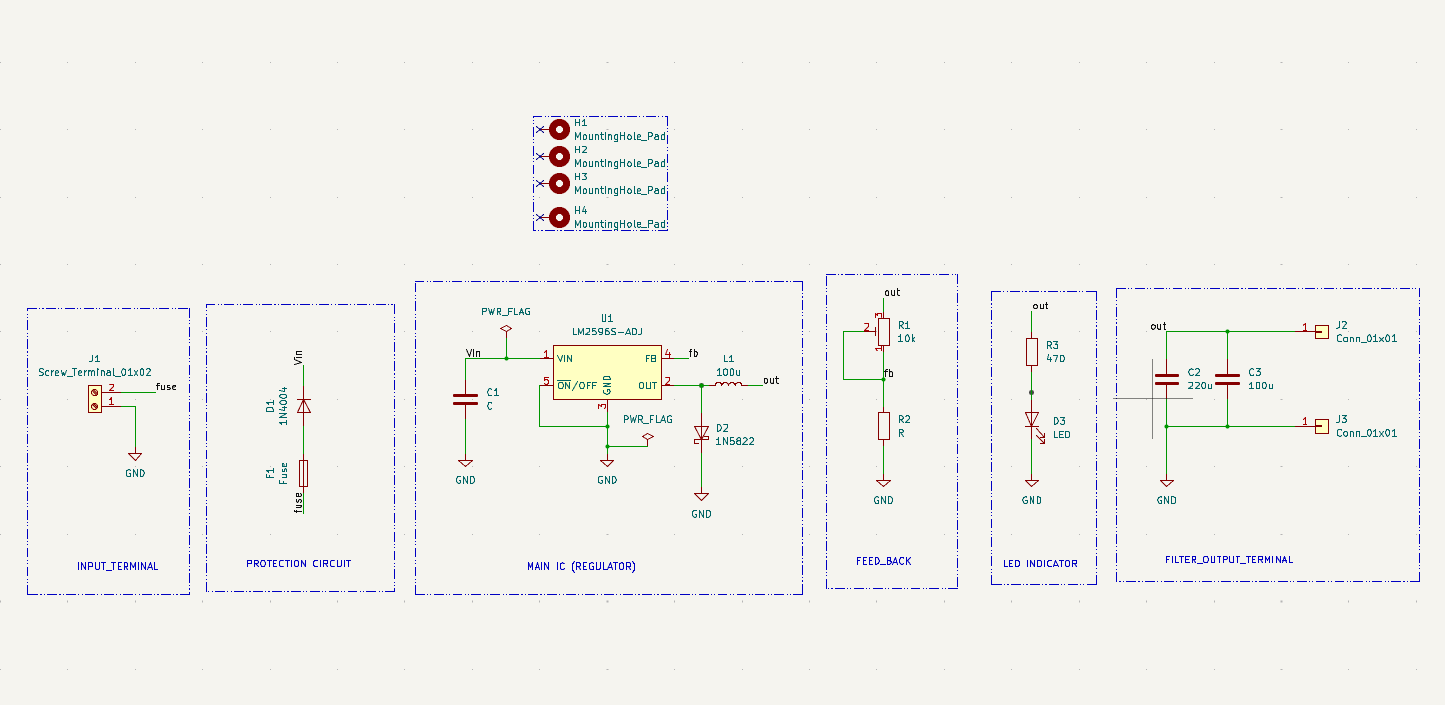 H1
MountingHole_Pad
H2
MountingHole_Pad
H3
MountingHole_Pad
H4
MountingHole_Pad
J1
Screw_Terminal_01x02
2
fuse
1
GND
INPUT_TERMINAL
Vin
D1
1N4004
F1
Fuse
fuse
PROTECTION CIRCUIT
PWR_FLAG
U1
LM2596S-ADJ
Vin
1
VIN
FB
4
fb
5
ON/OFF
GND
OUT
2
L1
100u
out
C1
C
3
PWR_FLAG
D2
1N5822
GND
GND
GND
MAIN IC (REGULATOR)
out
3
2
R1
10k
1
fb
R2
R
GND
FEED_BACK
out
R3
470
D3
LED
GND
LED INDICATOR
out
1
J2
Conn_01x01
C2
220u
C3
100u
1
J3
Conn_01x01
GND
FILTER_OUTPUT_TERMINAL